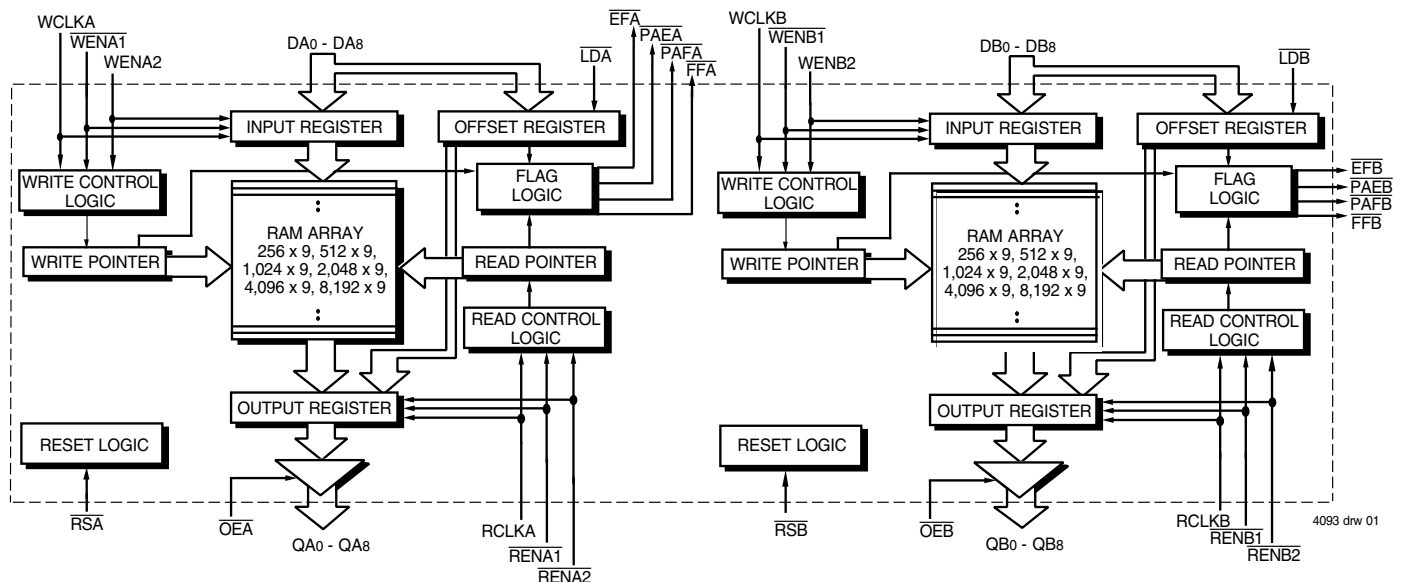 WCLKA
WENA1
WENA2
DA0 - DA8
EFA
PAEA
PAFA
FFA
LDA
INPUT REGISTER
OFFSET REGISTER
WRITE CONTROL
LOGIC
FLAG
LOGIC
WRITE POINTER
RAM ARRAY
256 x 9, 512 x 9,
1,024 x 9, 2,048 x 9,
4,096 x 9, 8,192 x 9
READ POINTER
READ CONTROL
LOGIC
OUTPUT REGISTER
RESET LOGIC
RSA
OEA
QA0 - QA8
RCLKA
RENA1
RENA2
WCLKB
WENB1
WENB2
DB0 - DB8
LDB
INPUT REGISTER
OFFSET REGISTER
WRITE CONTROL
LOGIC
FLAG
LOGIC
EFB
PAEB
PAFB
FFB
WRITE POINTER
RAM ARRAY
256 x 9, 512 x 9,
1,024 x 9, 2,048 x 9,
4,096 x 9, 8,192 x 9
READ POINTER
READ CONTROL
LOGIC
OUTPUT REGISTER
RESET LOGIC
RSB
OEB
QB0 - QB8
RCLKB
RENB1
RENB2
4093 drw 01